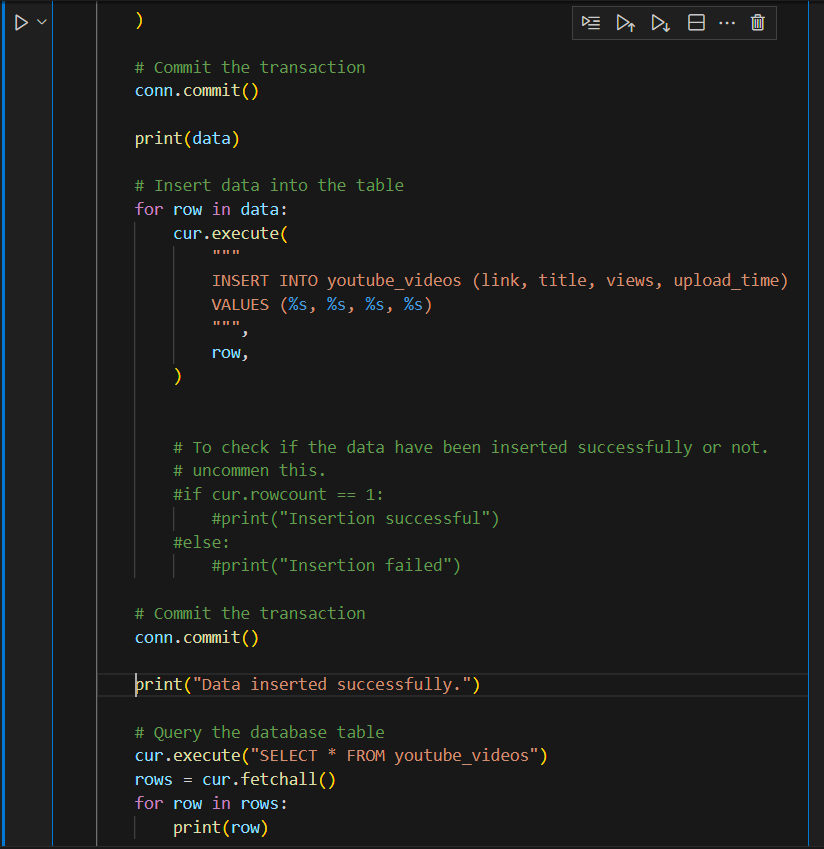 )
# Commit the transaction
conn.commit()
print(data)
# Insert data into the table
for row in data:
cur.execute(
"""
INSERT INTO youtube_videos (link, title, views, upload_time)
VALUES (%s, %s, %s, %s)
""",
row,
)
# To check if the data have been inserted successfully or not.
# uncommen this.
#if cur.rowcount == 1:
#print("Insertion successful")
#else:
#print("Insertion failed")
# Commit the transaction
conn.commit()
print("Data inserted successfully.")
# Query the database table
cur.execute("SELECT * FROM youtube_videos")
rows = cur.fetchall()
for row in rows:
print(row)